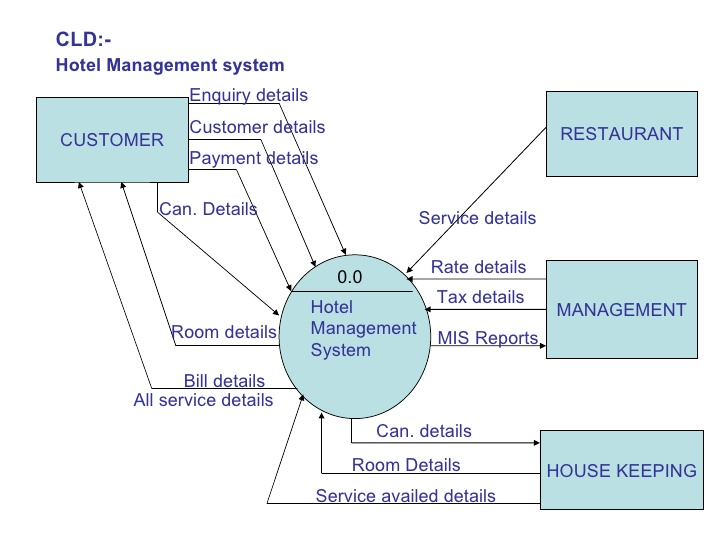 CLD:-
Hotel Management system
Enquiry details
CUSTOMER
Customer details
RESTAURANT
Payment details
Can. Details
Service details
Rate details
0.0
Tax details
Hotel
Management
System
MANAGEMENT
Room details
MIS Reports
Bill details
All service details
Can. details
Room Details
HOUSE KEEPING
Service availed details